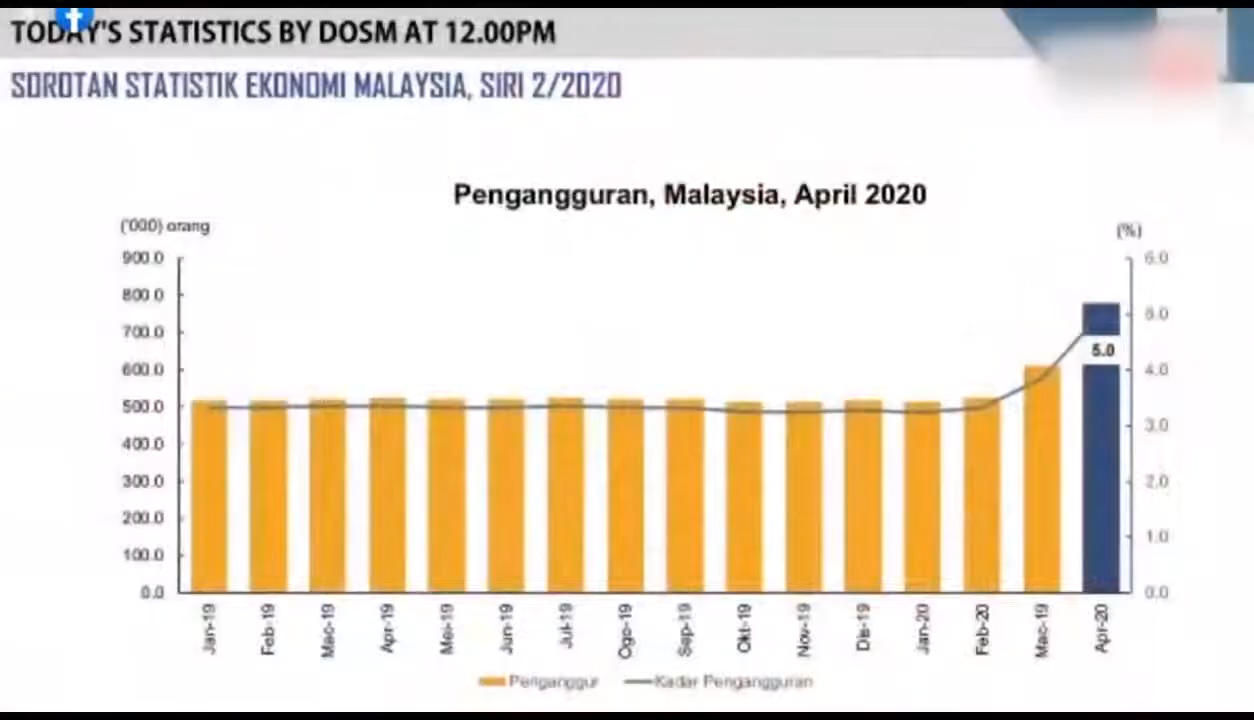 TODAY'S STATISTICS BY DOSM AT 12.00PM
SOROTAN STATISTIK EKONOMI MALAYSIA, SIRI 2/2020
Pengangguran, Malaysia, April 2020
('000) orang
(%)
900.0
800.0
700.0
600.0
500.0
400.0
300.0
200.0
100.0
0.0
6.0
5.0
4.0
3.0
2.0
1.0
0.0
5.0
Jan-19
Feb-19
Mac-19
Apr-19
Mei-19
Jun-19
Jul-19
Ogo-19
Sep-19
Okt-19
Nov-19
Dis-19
Jan-20
Feb-20
Mac-19
Apr-20
Penganggur
Kadar Pengangguran